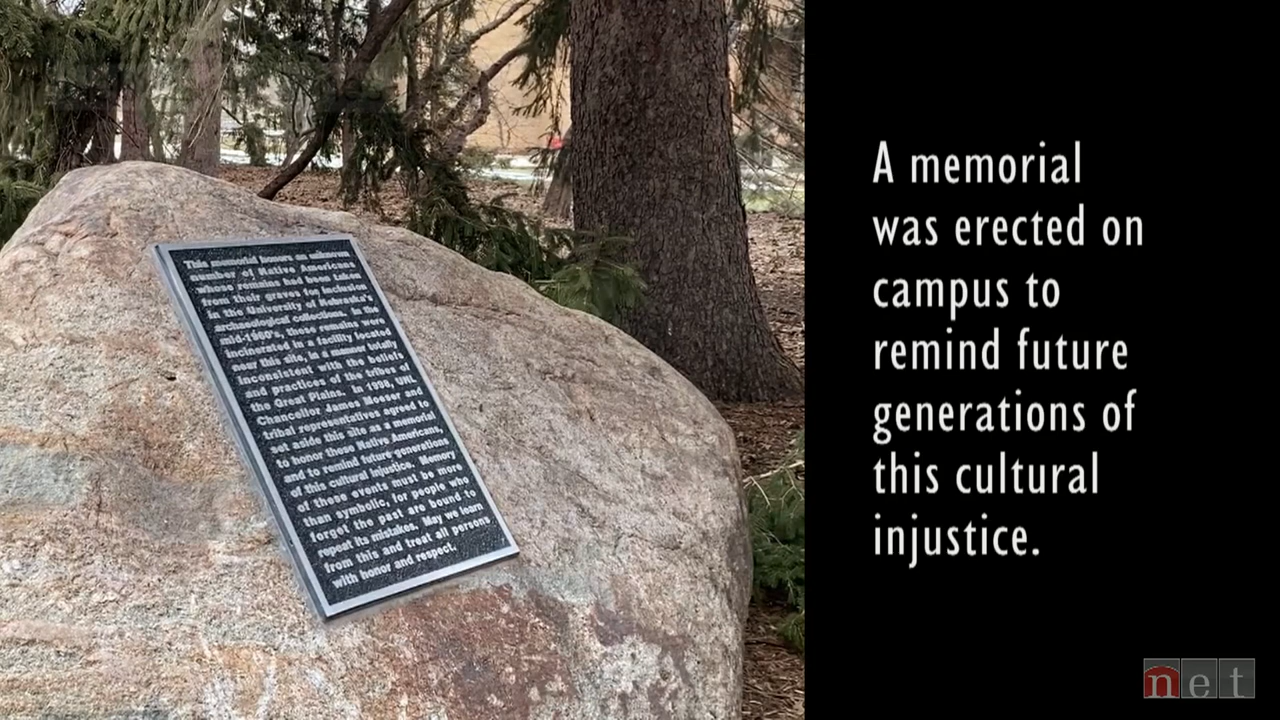 This memorial honors an unknown
number of Native Americans
whose remains had been taken
from their graves for inclusion
in the University of Nebraska's
archaeological collections. In the
mid-1960's, these remains were
incinerated in a facility located
near this site, in a manner totally
inconsistent with the beliefs
and practices of the tribes of
the Great Plains. In 1998, UNL
Chancellor James Moeser and
tribal representatives agreed to
set aside this site as a memorial
to honor these Native Americans,
and to remind future generations
of this cultural injustice. Memory
of these events must be more
than symbolic, for people who
forget the past are bound to
repeat its mistakes. May we learn
from this and treat all persons
with honor and respect.
A memorial
was erected on
campus to
remind future
generations of
this cultural
injustice.
net